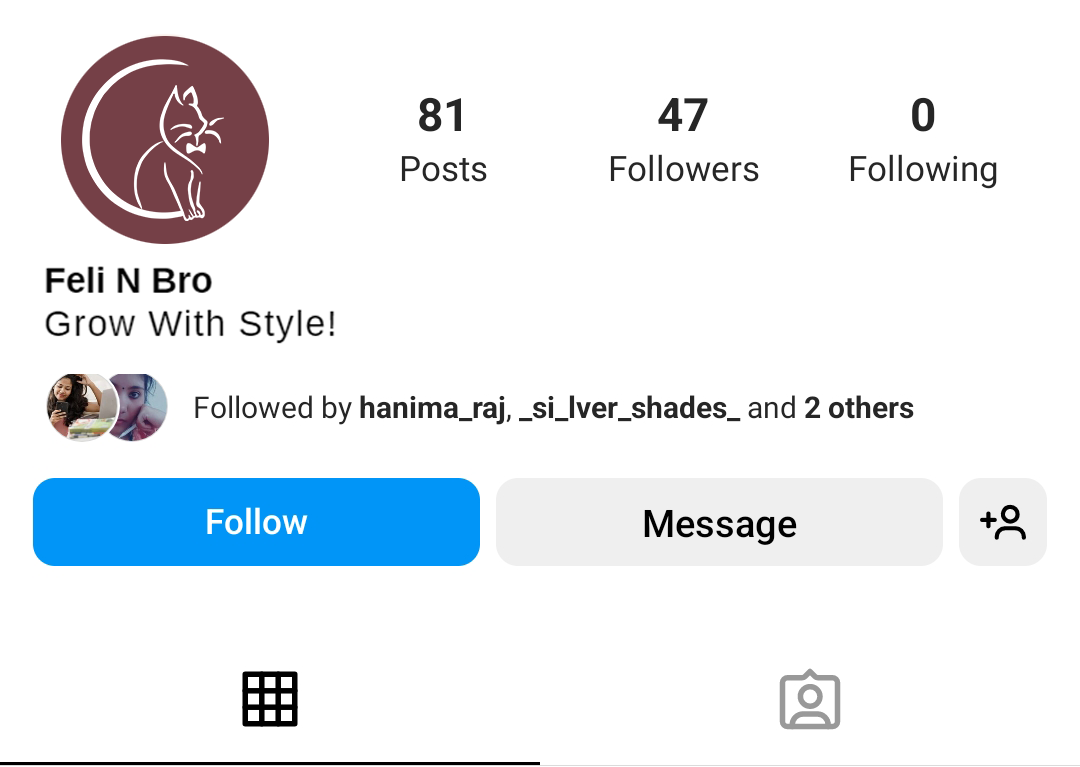 81 47 0
Posts Followers Following
Feli N Bro
Grow With Style!
Followed by hanima_raj, _si_lver_shades_ and 2 others
Follow Message